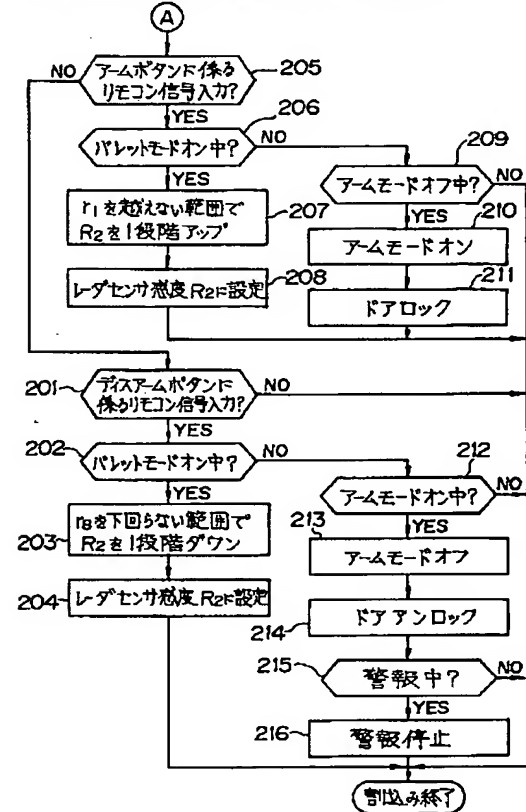 A
アームボタンに係る
リモコン信号入力?
205
NO
YES
バレットモードオン中?
206
NO
YES
r1を越えない範囲で
R2を1段階アップ
207
レーダセンサ感度R2に設定
208
アームモードオフ中?
209
NO
YES
アームモードオン
210
ドアロック
211
ディスアームボタンに
係るリモコン信号入力?
201
NO
YES
バレットモードオン中?
202
NO
YES
r8を下回らない範囲で
R2を1段階ダウン
203
レーダセンサ感度R2に設定
204
アームモードオン中?
212
NO
YES
アームモードオフ
213
ドアアンロック
214
警報中?
215
NO
YES
警報停止
216
割込み終了